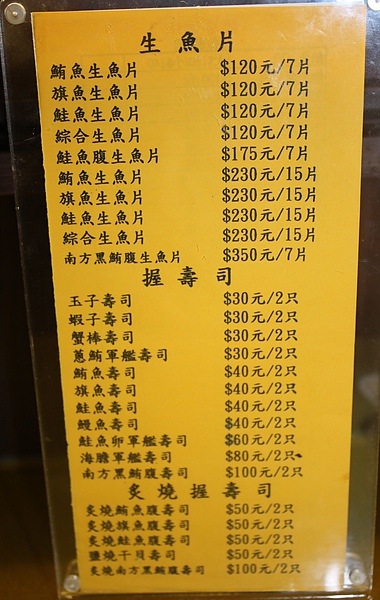 生魚片
鮪魚生魚片 $120元/7片
旗魚生魚片 $120元/7片
鮭魚生魚片 $120元/7片
綜合生魚片 $120元/7片
鮭魚腹生魚片 $175元/7片
鮪魚生魚片 $230元/15片
旗魚生魚片 $230元/15片
鮭魚生魚片 $230元/15片
綜合生魚片 $230元/15片
南方黑鮪腹生魚片 $350元/7片
握壽司
玉子壽司 $30元/2只
蝦子壽司 $30元/2只
蟹棒壽司 $30元/2只
蔥鮪軍艦壽司 $30元/2只
鮪魚壽司 $40元/2只
旗魚壽司 $40元/2只
鮭魚壽司 $40元/2只
鰻魚壽司 $40元/2只
鮭魚卵軍艦壽司 $60元/2只
海膽軍艦壽司 $80元/2只
南方黑鮪腹壽司 $100元/2只
炙燒握壽司
炙燒鮪魚腹壽司 $50元/2只
炙燒旗魚腹壽司 $50元/2只
炙燒鮭魚腹壽司 $50元/2只
鹽燒干貝壽司 $50元/2只
炙燒南方黑鮪腹壽司 $100元/2只